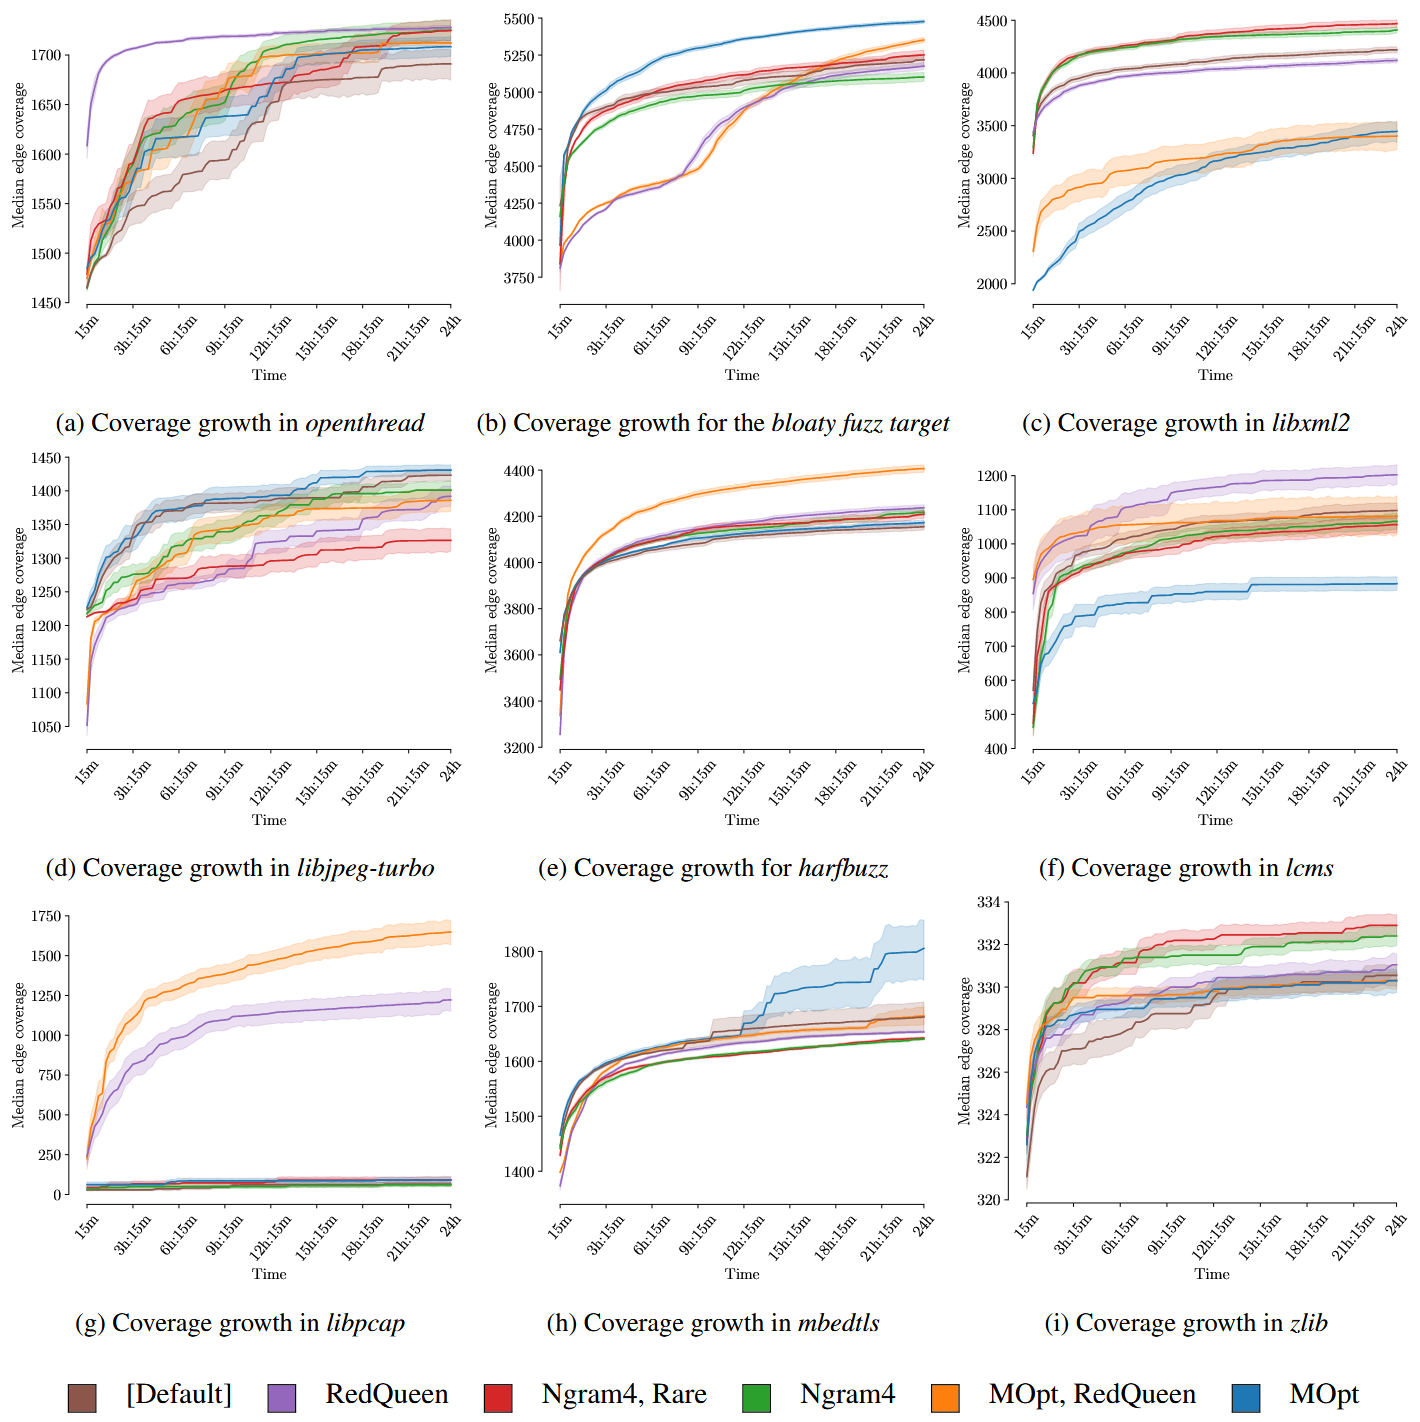 Median edge coverage
1700
1650
1600
1550
1500
1450
15m
3h:15m
6h:15m
9h:15m
12h:15m
15h:15m
18h:15m
21h:15m
24h
Time
(a) Coverage growth in openthread
Median edge coverage
5500
5250
5000
4750
4500
4250
4000
3750
15m
3h:15m
6h:15m
9h:15m
12h:15m
15h:15m
18h:15m
21h:15m
24h
Time
(b) Coverage growth for the bloaty fuzz target
Median edge coverage
4500
4000
3500
3000
2500
2000
15m
3h:15m
6h:15m
9h:15m
12h:15m
15h:15m
18h:15m
21h:15m
24h
Time
(c) Coverage growth in libxml2
Median edge coverage
1450
1400
1350
1300
1250
1200
1150
1100
1050
15m
3h:15m
6h:15m
9h:15m
12h:15m
15h:15m
18h:15m
21h:15m
24h
Time
(d) Coverage growth in libjpeg-turbo
Median edge coverage
4400
4200
4000
3800
3600
3400
3200
15m
3h:15m
6h:15m
9h:15m
12h:15m
15h:15m
18h:15m
21h:15m
24h
Time
(e) Coverage growth for harfbuzz
Median edge coverage
1200
1100
1000
900
800
700
600
500
400
15m
3h:15m
6h:15m
9h:15m
12h:15m
15h:15m
18h:15m
21h:15m
24h
Time
(f) Coverage growth in lcms
Median edge coverage
1750
1500
1250
1000
750
500
250
0
15m
3h:15m
6h:15m
9h:15m
12h:15m
15h:15m
18h:15m
21h:15m
24h
Time
(g) Coverage growth in libpcap
Median edge coverage
1800
1700
1600
1500
1400
15m
3h:15m
6h:15m
9h:15m
12h:15m
15h:15m
18h:15m
21h:15m
24h
Time
(h) Coverage growth in mbedtls
Median edge coverage
334
332
330
328
326
324
322
320
15m
3h:15m
6h:15m
9h:15m
12h:15m
15h:15m
18h:15m
21h:15m
24h
Time
(i) Coverage growth in zlib
[Default] RedQueen Ngram4, Rare Ngram4 MOpt, RedQueen MOpt